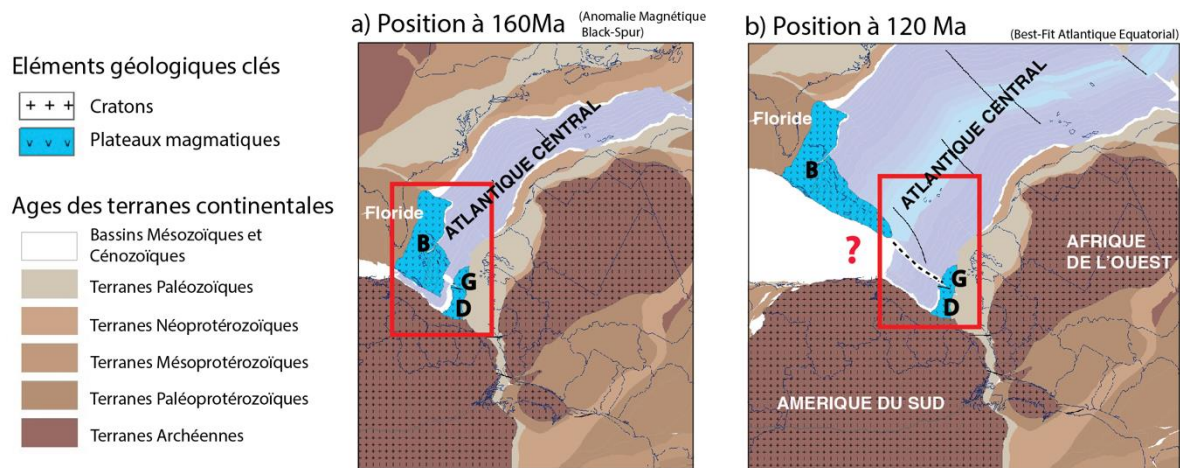 Eléments géologiques clés
Cratons
Plateaux magmatiques
Ages des terranes continentales
Bassins Mésozoïques et
Cénozoïques
Terranes Paléozoïques
Terranes Néoprotérozoïques
Terranes Mésoprotérozoïques
Terranes Paléoprotérozoïques
Terranes Archéennes
a) Position à 160Ma
(Anomalie Magnétique
Black-Spur)
Floride
B
ATLANTIQUE CENTRAL
G
D
b) Position à 120 Ma
(Best-Fit Atlantique Equatorial)
Floride
B
ATLANTIQUE CENTRAL
?
G
D
AFRIQUE
DE L'OUEST
AMERIQUE DU SUD